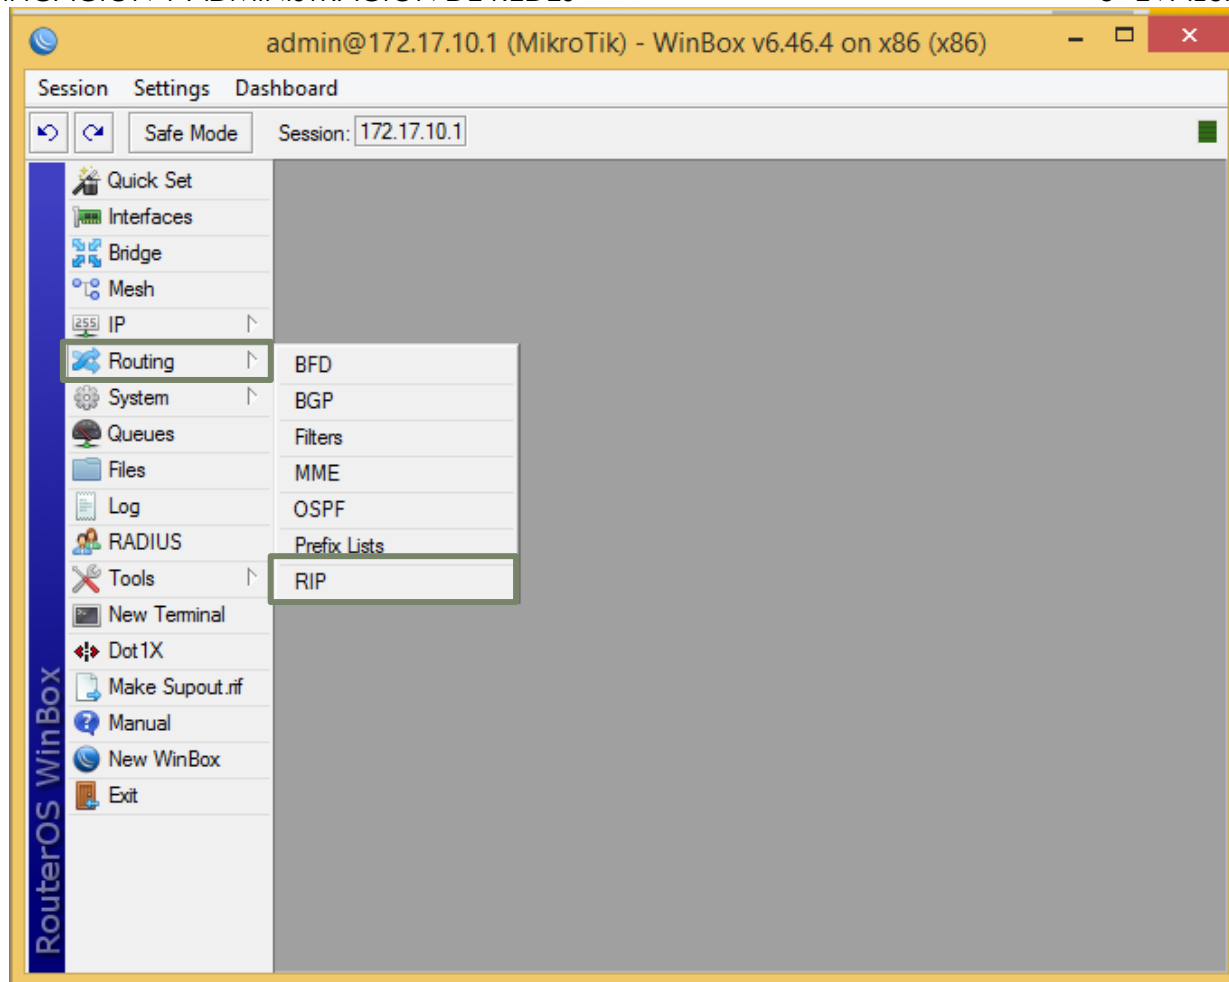 admin@172.17.10.1 (MikroTik) - WinBox v6.46.4 on x86 (x86)
Session Settings Dashboard
Safe Mode Session: 172.17.10.1
Quick Set
Interfaces
Bridge
Mesh
255 IP
Routing
System
Queues
Files
Log
RADIUS
Tools
New Terminal
Dot1X
Make Supout.rif
Manual
New WinBox
Exit
BFD
BGP
Filters
MME
OSPF
Prefix Lists
RIP
RouterOS WinBox